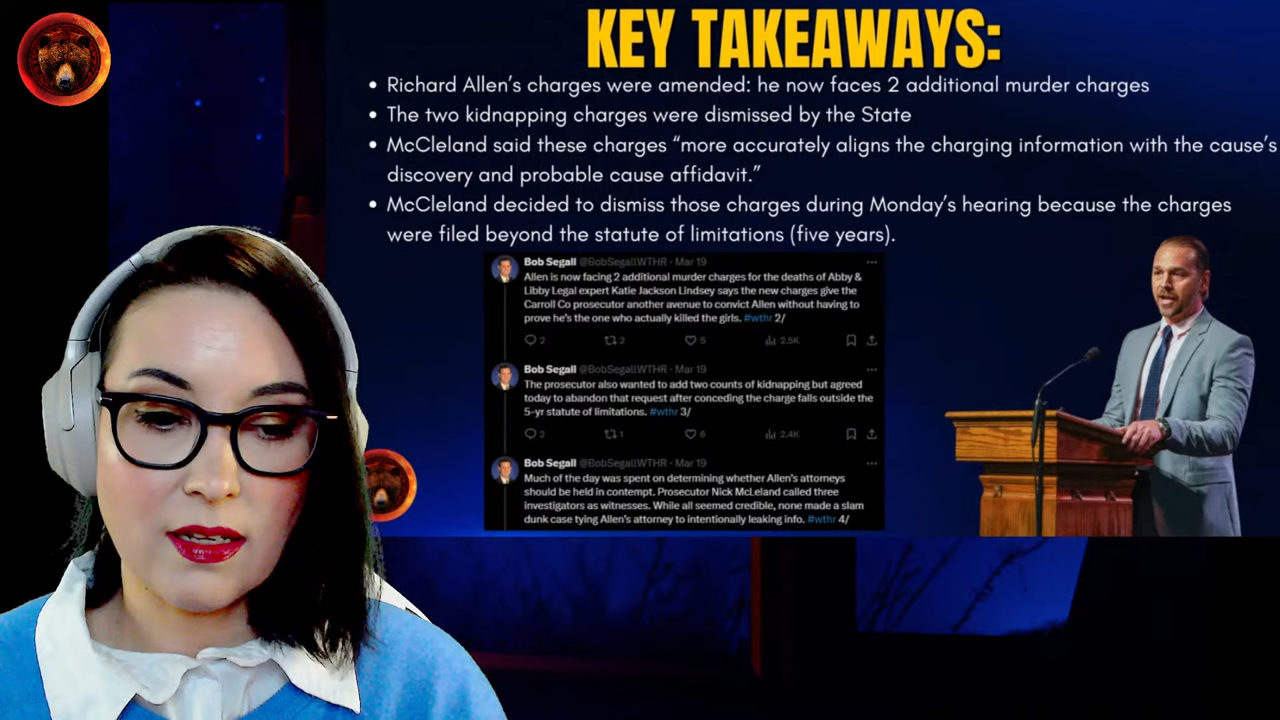 KEY TAKEAWAYS:
• Richard Allen's charges were amended: he now faces 2 additional murder charges
• The two kidnapping charges were dismissed by the State
• McCleland said these charges “more accurately aligns the charging information with the cause's
discovery and probable cause affidavit.”
• McCleland decided to dismiss those charges during Monday's hearing because the charges
were filed beyond the statute of limitations (five years).
Bob Segall @BobSegallWTHR · Mar 19
Allen is now facing 2 additional murder charges for the deaths of Abby &
Libby Legal expert Katie Jackson Lindsey says the new charges give the
Carroll Co prosecutor another avenue to convict Allen without having to
prove he's the one who actually killed the girls. #wthr 2/
2 2 5 2.5K
Bob Segall @BobSegallWTHR · Mar 19
The prosecutor also wanted to add two counts of kidnapping but agreed
today to abandon that request after conceding the charge falls outside the
5-yr statute of limitations. #wthr 3/
2 1 6 2.4K
Bob Segall @BobSegallWTHR · Mar 19
Much of the day was spent on determining whether Allen's attorneys
should be held in contempt. Prosecutor Nick McLeland called three
investigators as witnesses. While all seemed credible, none made a slam
dunk case tying Allen's attorney to intentionally leaking info. #wthr 4/